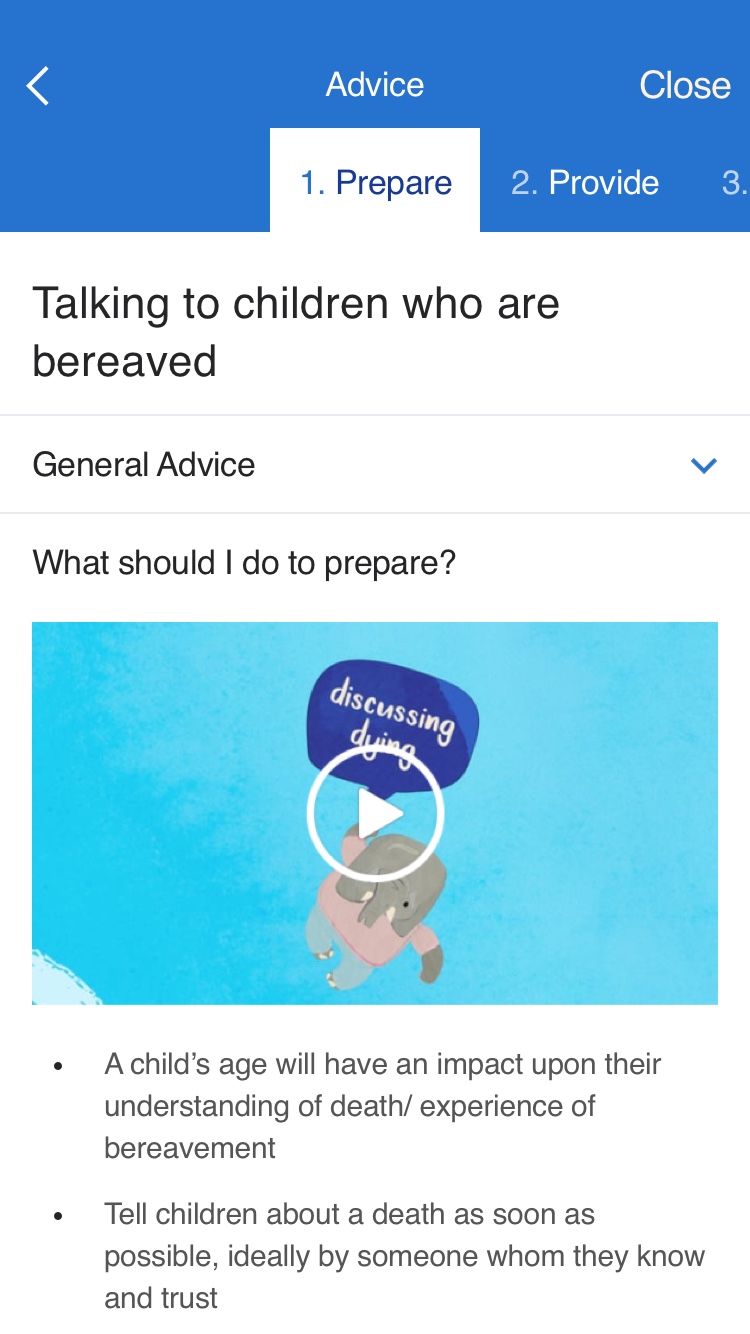 Advice
Close
1. Prepare
2. Provide
3.
Talking to children who are
bereaved
General Advice
What should I do to prepare?
discussing
dying
A child’s age will have an impact upon their
understanding of death/ experience of
bereavement
Tell children about a death as soon as
possible, ideally by someone whom they know
and trust